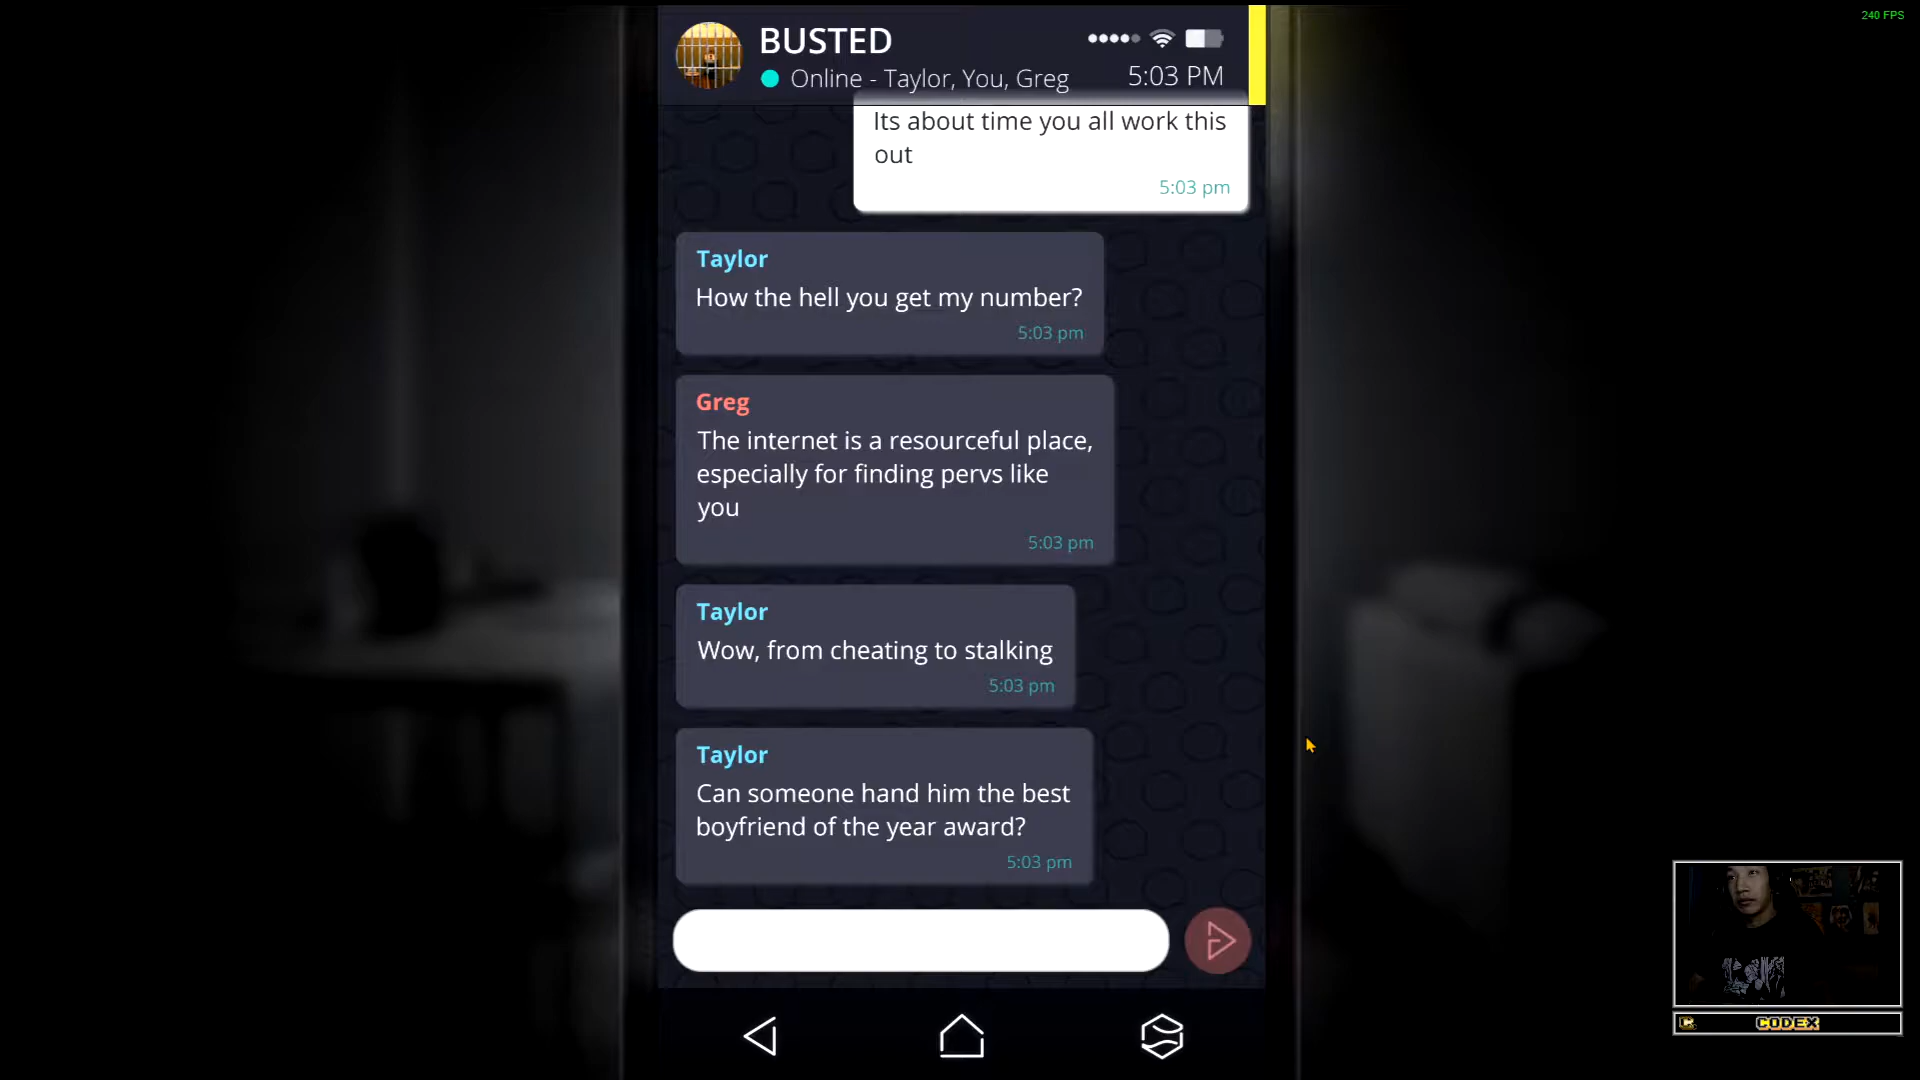 240 FPS
BUSTED
Online - Taylor, You, Greg
5:03 PM
Its about time you all work this
out
5:03 pm
Taylor
How the hell you get my number?
5:03 pm
Greg
The internet is a resourceful place,
especially for finding pervs like
you
5:03 pm
Taylor
Wow, from cheating to stalking
5:03 pm
Taylor
Can someone hand him the best
boyfriend of the year award?
5:03 pm
CODEX